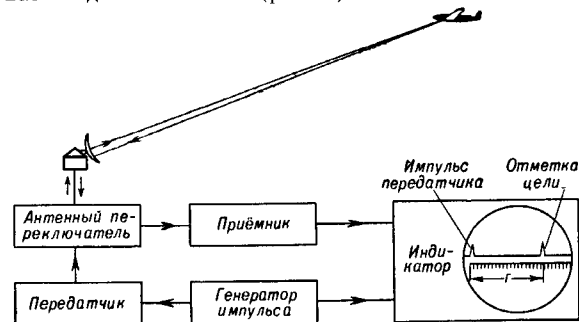 Импульс
передатчика
Отметка
цели
Антенный пе-
реключатель
Приёмник
Инди-
катор
г
Передатчик
Генератор
импульса